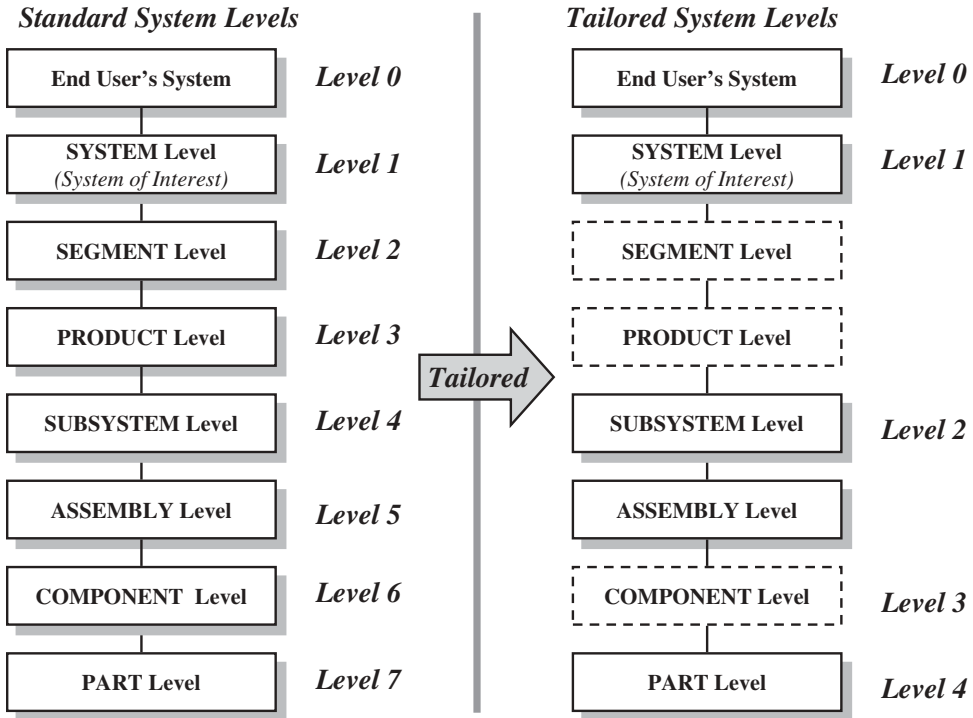 Standard System Levels
End User's System
Level 0
SYSTEM Level
(System of Interest)
Level 1
SEGMENT Level
Level 2
PRODUCT Level
Level 3
SUBSYSTEM Level
Level 4
ASSEMBLY Level
Level 5
COMPONENT Level
Level 6
PART Level
Level 7
Tailored
Tailored System Levels
End User's System
Level 0
SYSTEM Level
(System of Interest)
Level 1
SEGMENT Level
PRODUCT Level
SUBSYSTEM Level
Level 2
ASSEMBLY Level
COMPONENT Level
Level 3
PART Level
Level 4